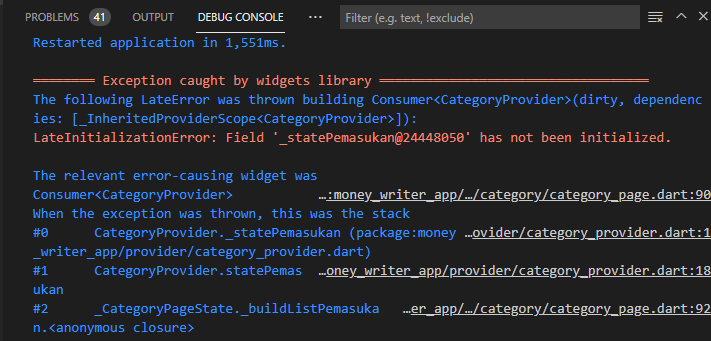 PROBLEMS 41 OUTPUT DEBUG CONSOLE ··· Filter (e.g. text, !exclude)
Restarted application in 1,551ms.
════════ Exception caught by widgets library ═══════════════════════════════════
The following LateError was thrown building Consumer<CategoryProvider>(dirty, dependenc
ies: [_InheritedProviderScope<CategoryProvider>]):
LateInitializationError: Field '_statePemasukan@24448050' has not been initialized.
The relevant error-causing widget was
Consumer<CategoryProvider> …:money_writer_app/…/category/category_page.dart:90
When the exception was thrown, this was the stack
#0 CategoryProvider._statePemasukan (package:money …ovider/category_provider.dart:1
_writer_app/provider/category_provider.dart)
#1 CategoryProvider.statePemas …oney_writer_app/provider/category_provider.dart:18
ukan
#2 _CategoryPageState._buildListPemasuka …er_app/…/category/category_page.dart:92
n.<anonymous closure>